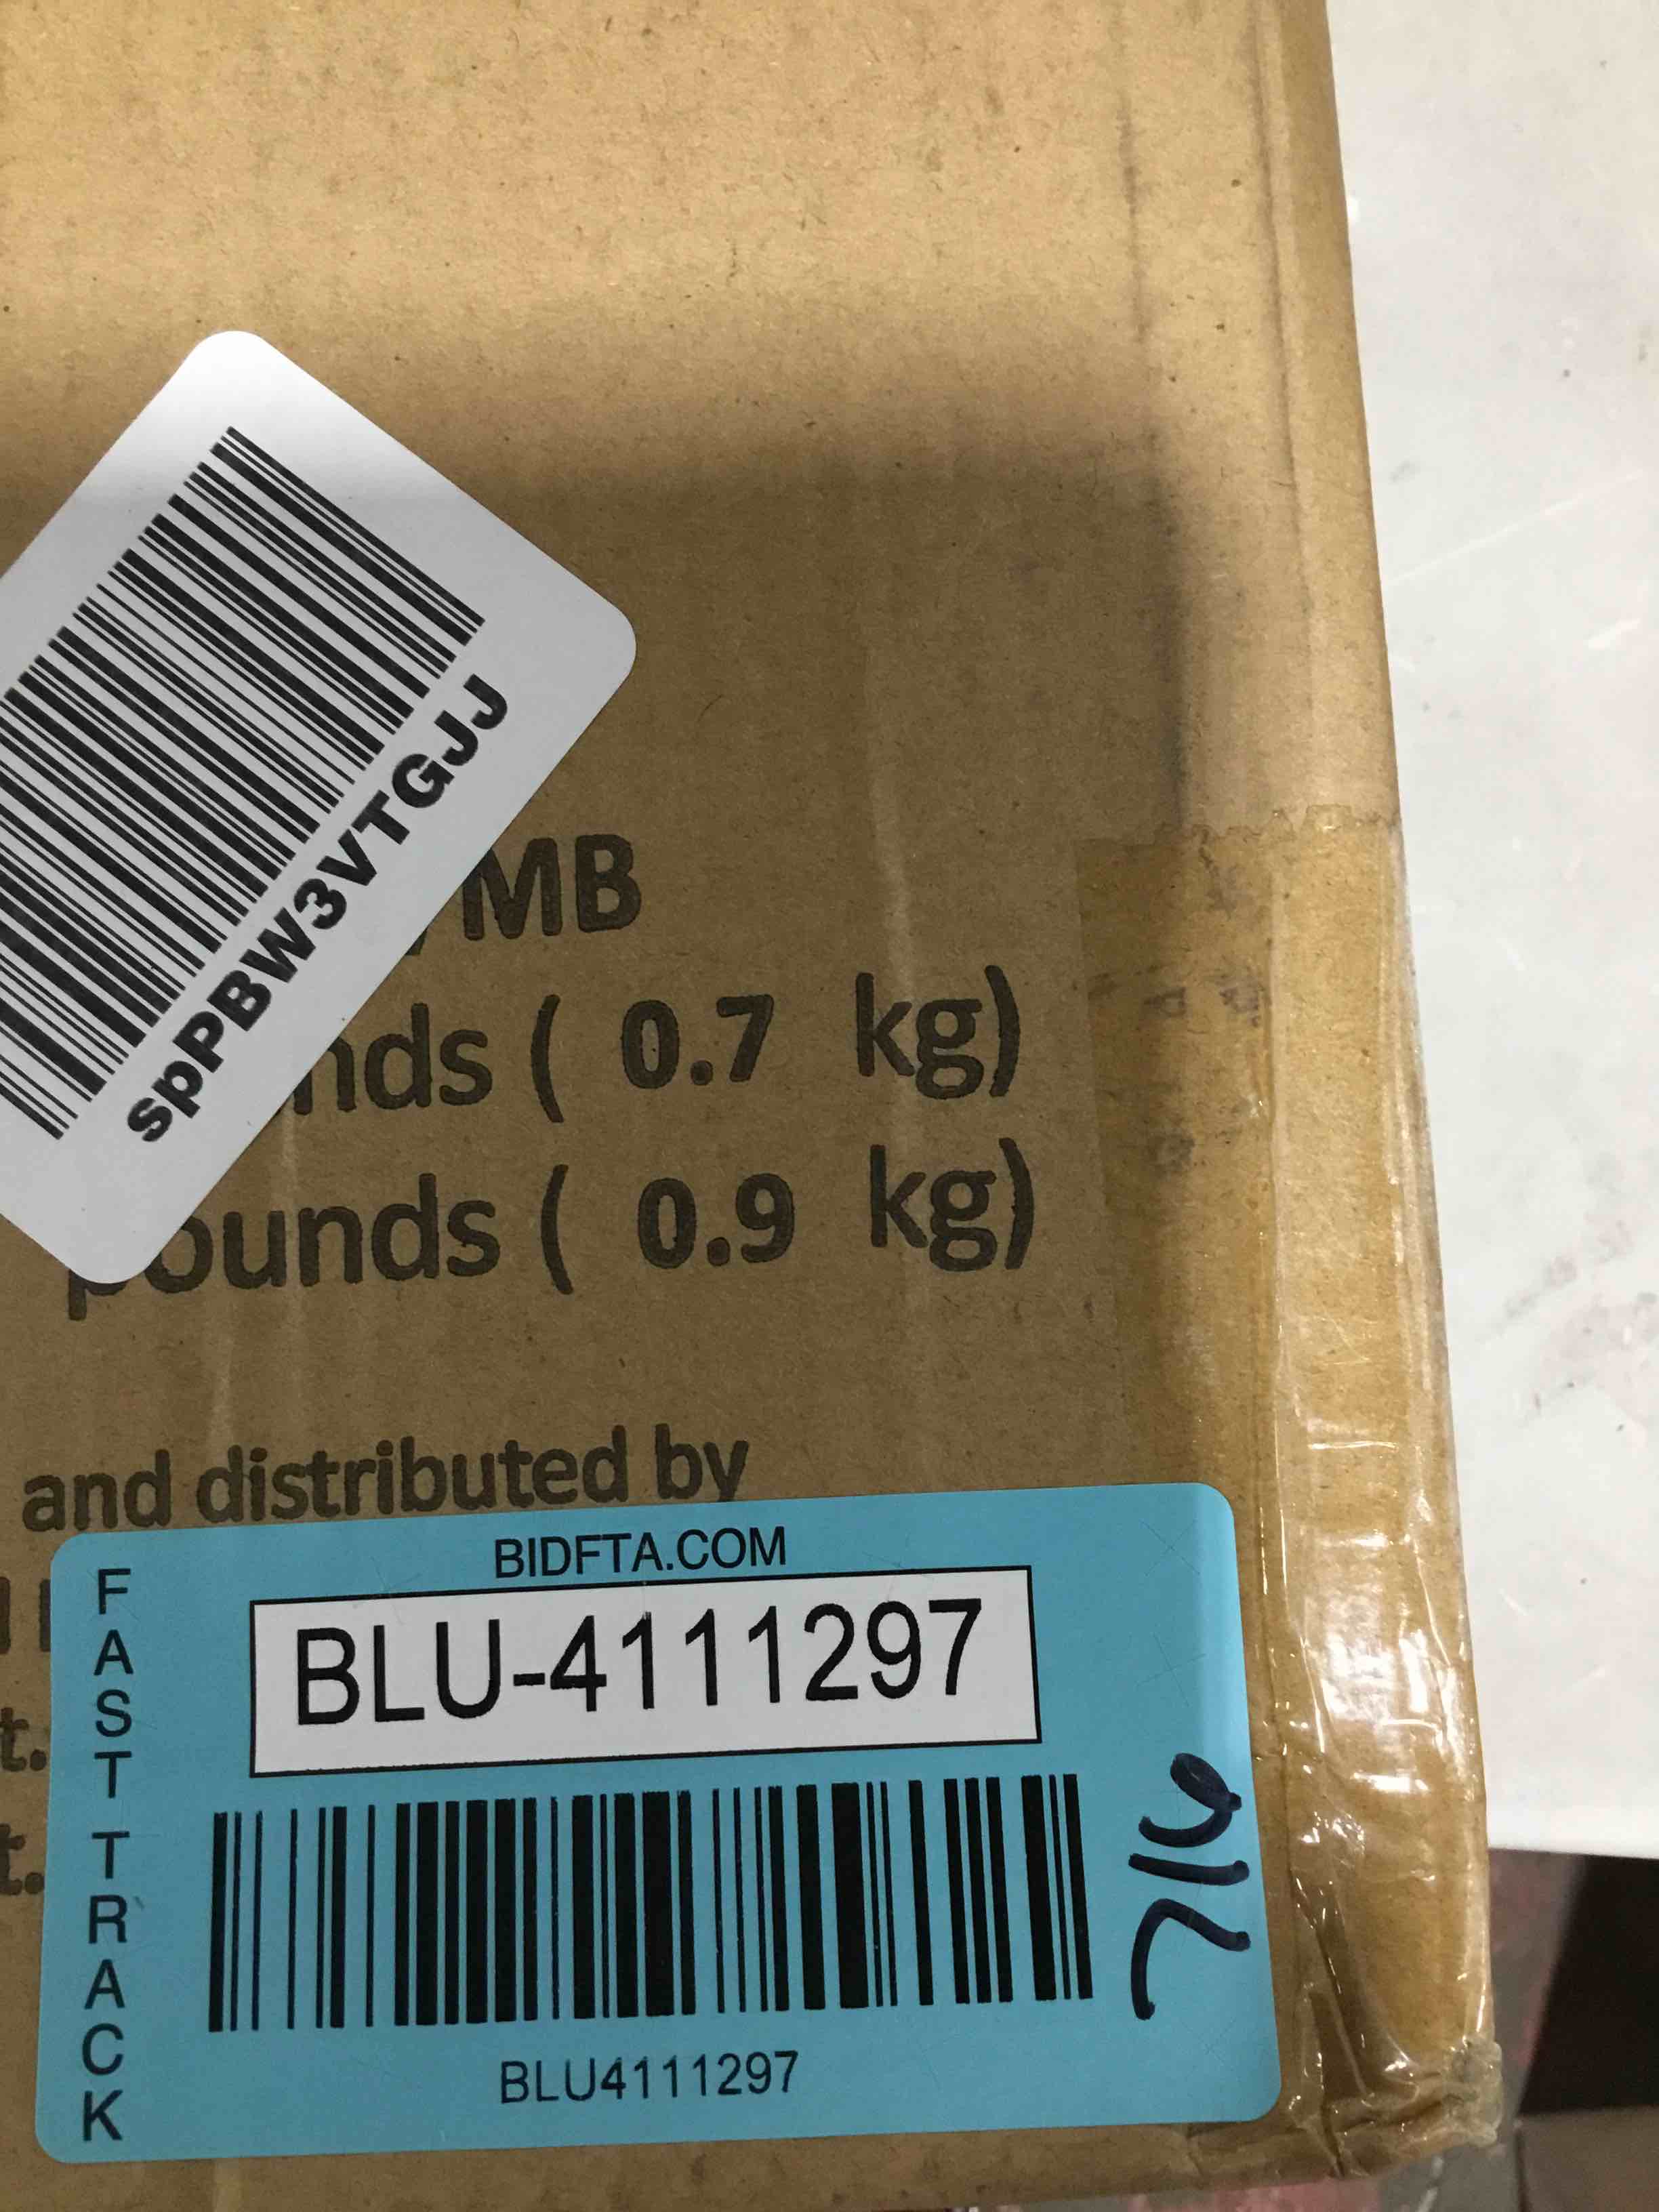 spPBW3VTGJJ
MB
nds ( 0.7 kg)
pounds ( 0.9 kg)
and distributed by
BIDFTA.COM
FAST TRACK
BLU-4111297
BLU4111297
t.
t.